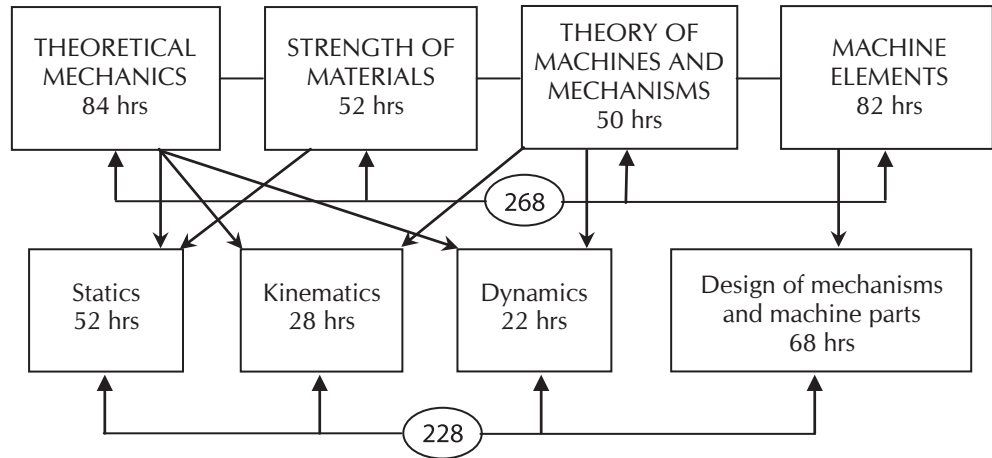 THEORETICAL
MECHANICS
84 hrs
STRENGTH OF
MATERIALS
52 hrs
THEORY OF
MACHINES AND
MECHANISMS
50 hrs
MACHINE
ELEMENTS
82 hrs
268
Statics
52 hrs
Kinematics
28 hrs
Dynamics
22 hrs
Design of mechanisms
and machine parts
68 hrs
228